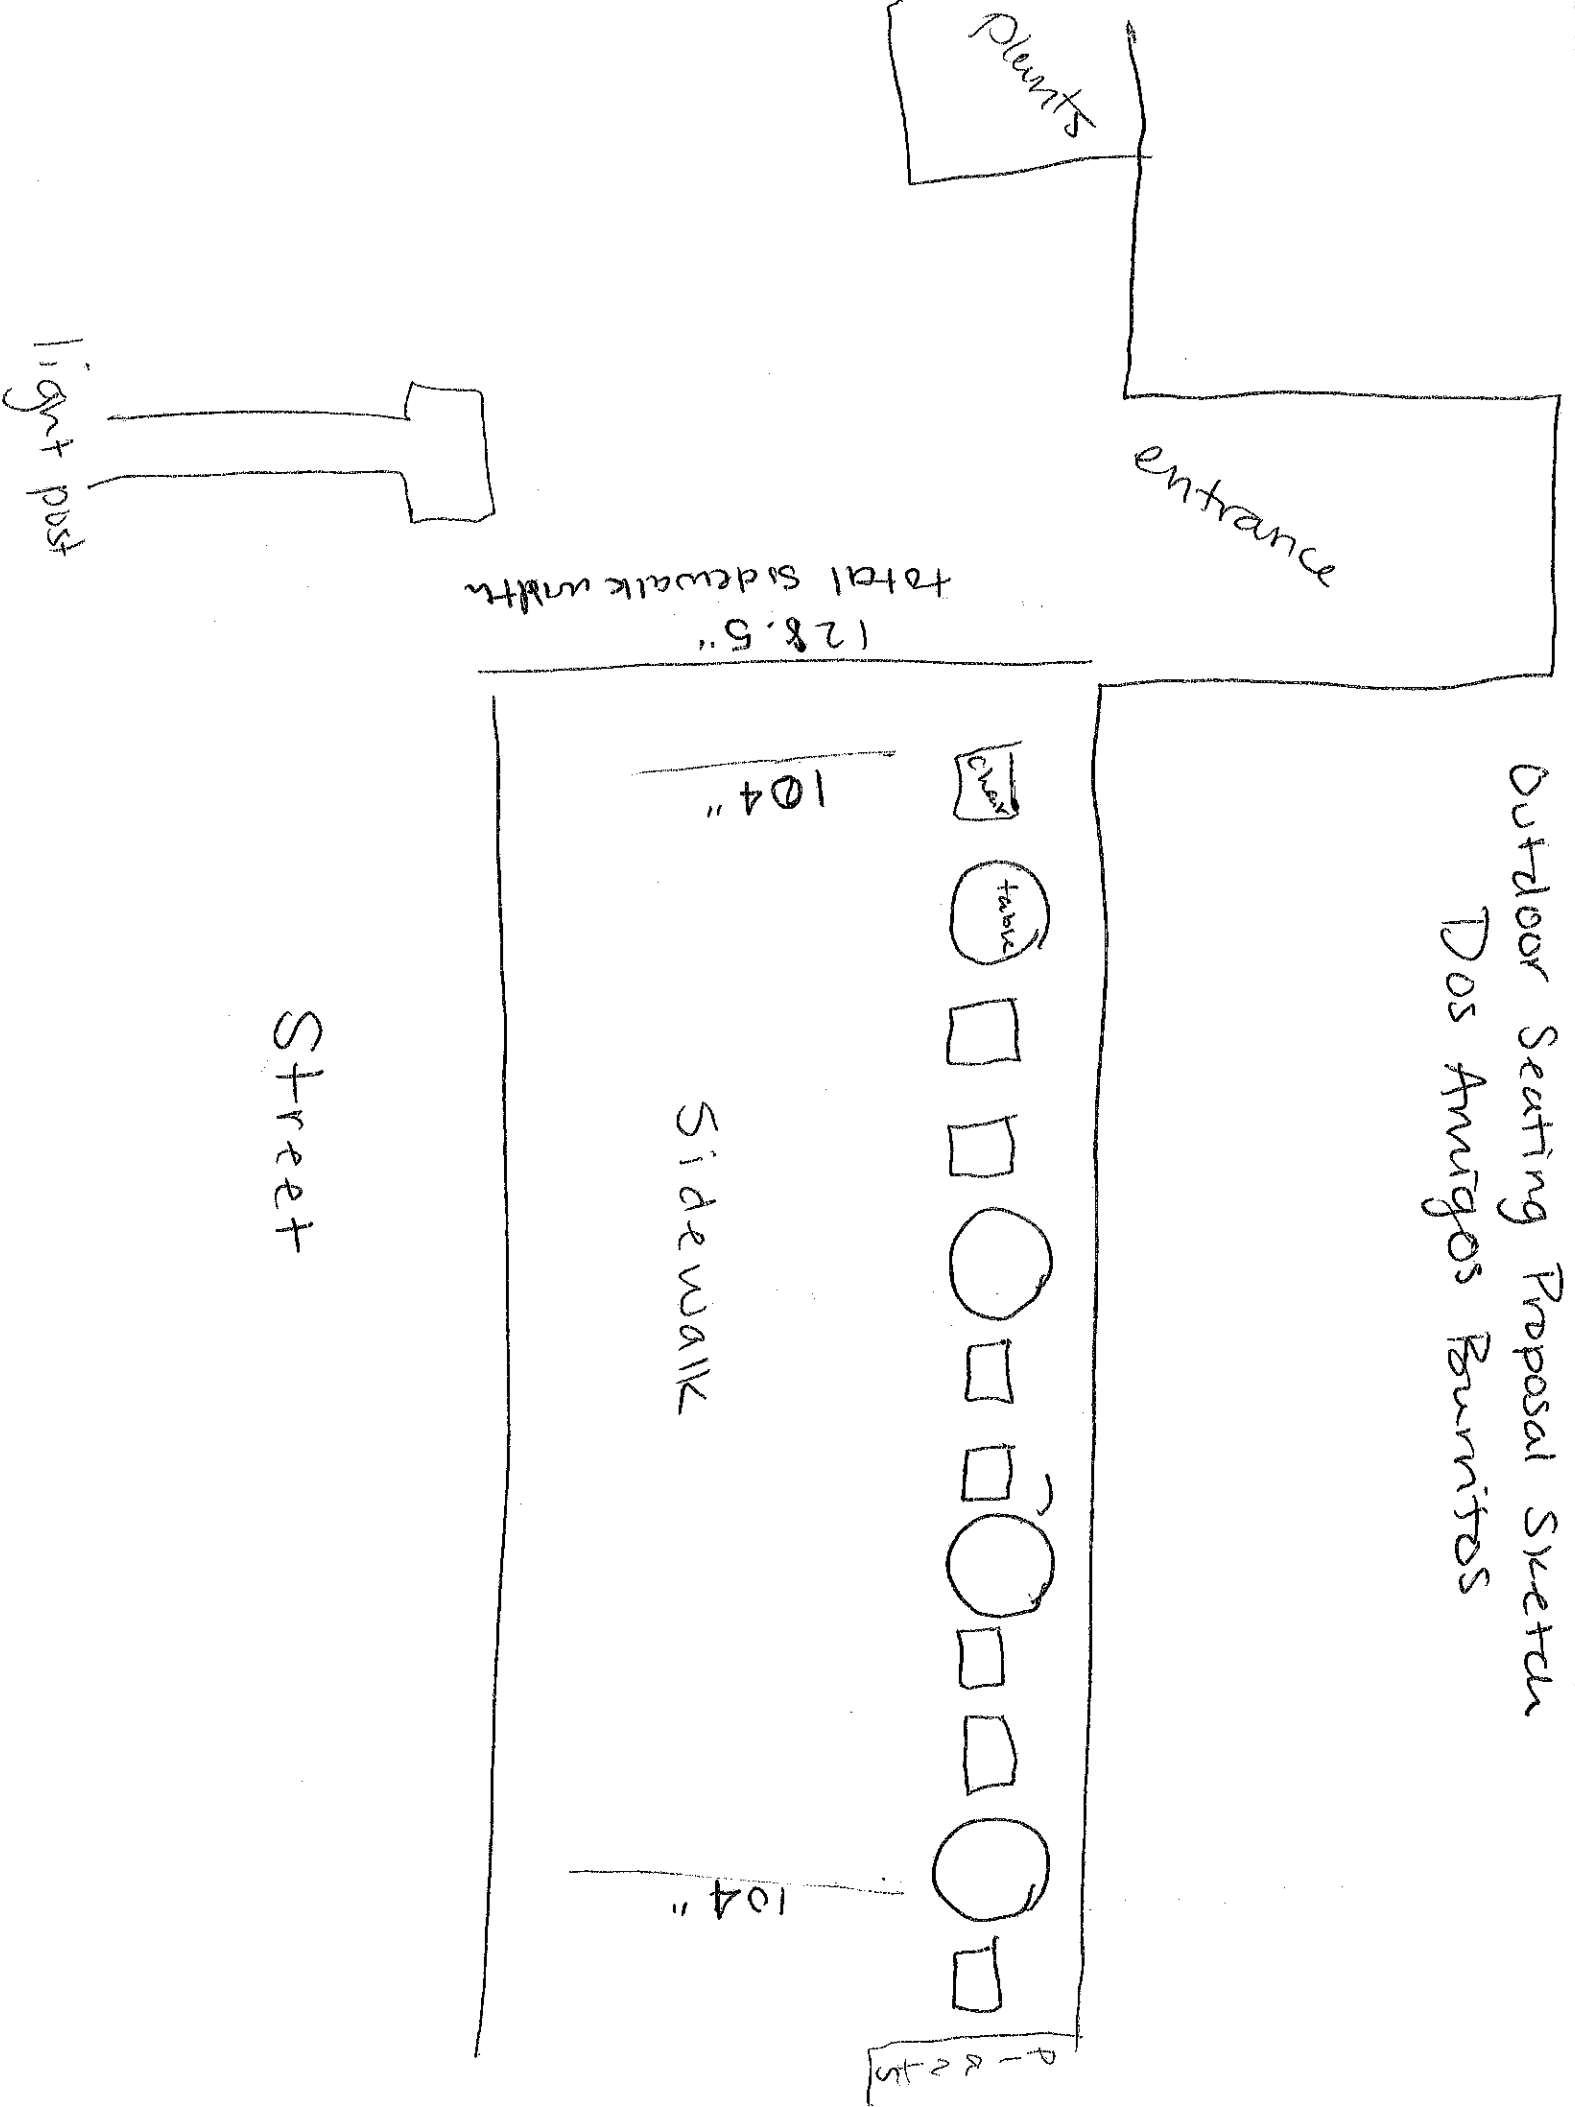 Outdoor Seating Proposal Sketch
Dos Amigos Burritos
plants
entrance
light post
total sidewalk width
128.5"
chair
104"
table
Sidewalk
Street
104"
plants